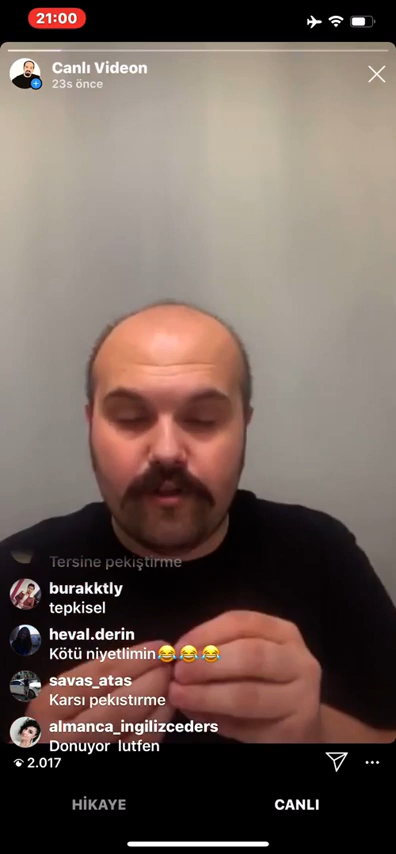 21:00
Canlı Videon
23s önce
Tersine pekiştirme
burakktly
tepkisel
heval.derin
Kötü niyetlimin😂😂😂
savas_atas
Karsı pekıstırme
almanca_ingilizceders
Donuyor lutfen
2.017
HİKAYE
CANLI